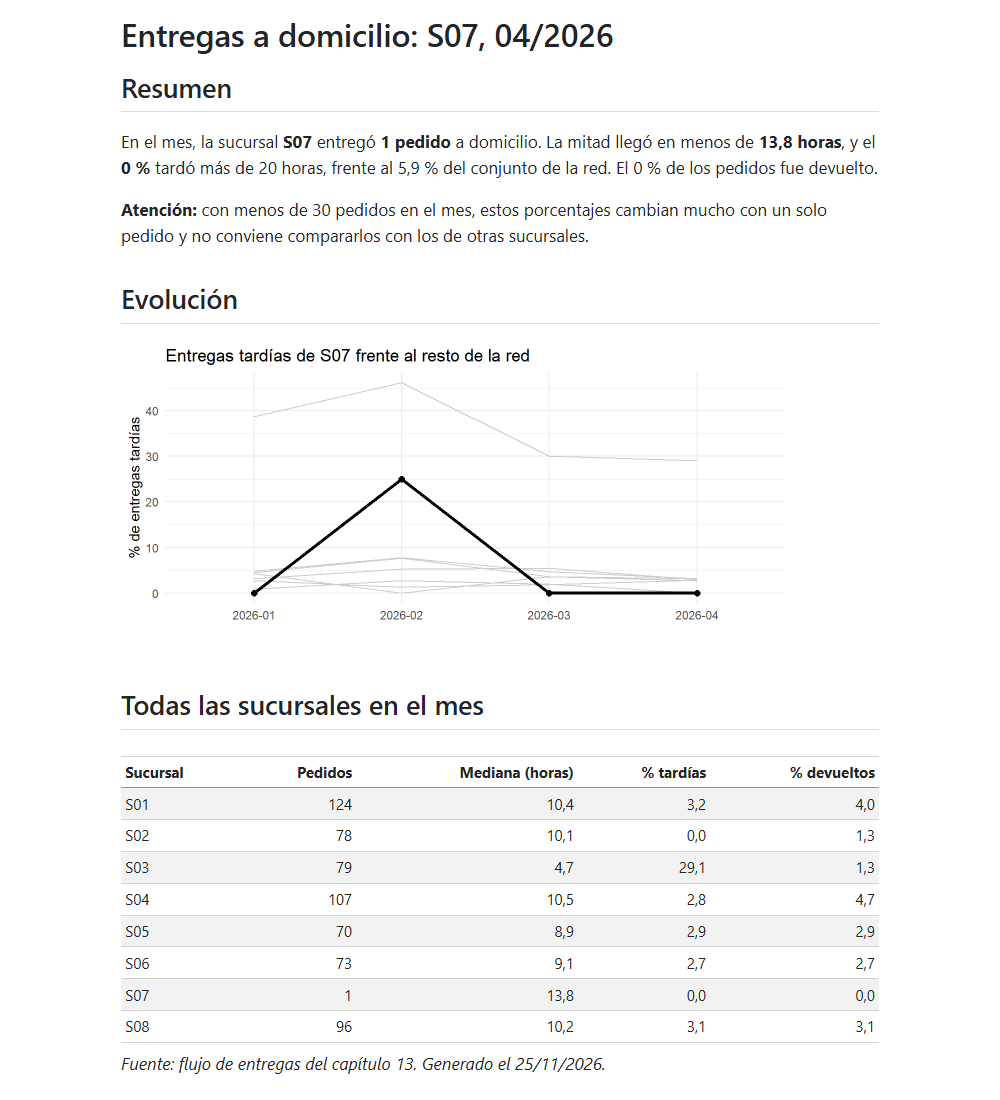 Entregas a domicilio: S07, 04/2026
Resumen
En el mes, la sucursal S07 entregó 1 pedido a domicilio. La mitad llegó en menos de 13,8 horas, y el
0 % tardó más de 20 horas, frente al 5,9 % del conjunto de la red. El 0 % de los pedidos fue devuelto.
Atención: con menos de 30 pedidos en el mes, estos porcentajes cambian mucho con un solo
pedido y no conviene compararlos con los de otras sucursales.
Evolución
Entregas tardías de S07 frente al resto de la red
% de entregas tardías
40
30
20
10
0
2026-01 2026-02 2026-03 2026-04
Todas las sucursales en el mes
Sucursal Pedidos Mediana (horas) % tardías % devueltos
S01 124 10,4 3,2 4,0
S02 78 10,1 0,0 1,3
S03 79 4,7 29,1 1,3
S04 107 10,5 2,8 4,7
S05 70 8,9 2,9 2,9
S06 73 9,1 2,7 2,7
S07 1 13,8 0,0 0,0
S08 96 10,2 3,1 3,1
Fuente: flujo de entregas del capítulo 13. Generado el 25/11/2026.